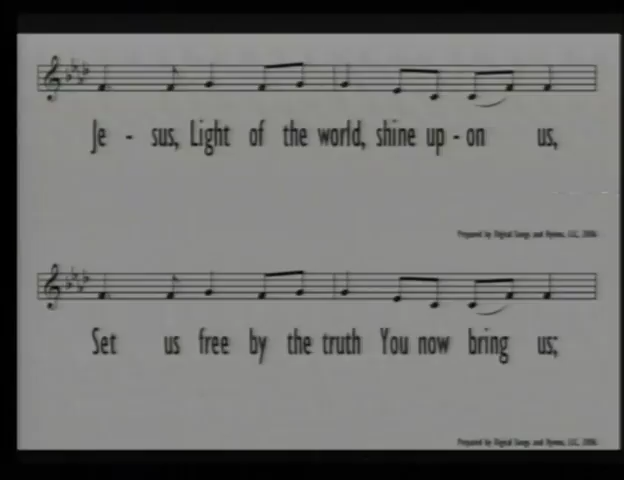 Je - sus, Light of the world, shine up - on us,
Prepared by Digital Songs and Hymns, LLC, 2006
Set us free by the truth You now bring us;
Prepared by Digital Songs and Hymns, LLC, 2006